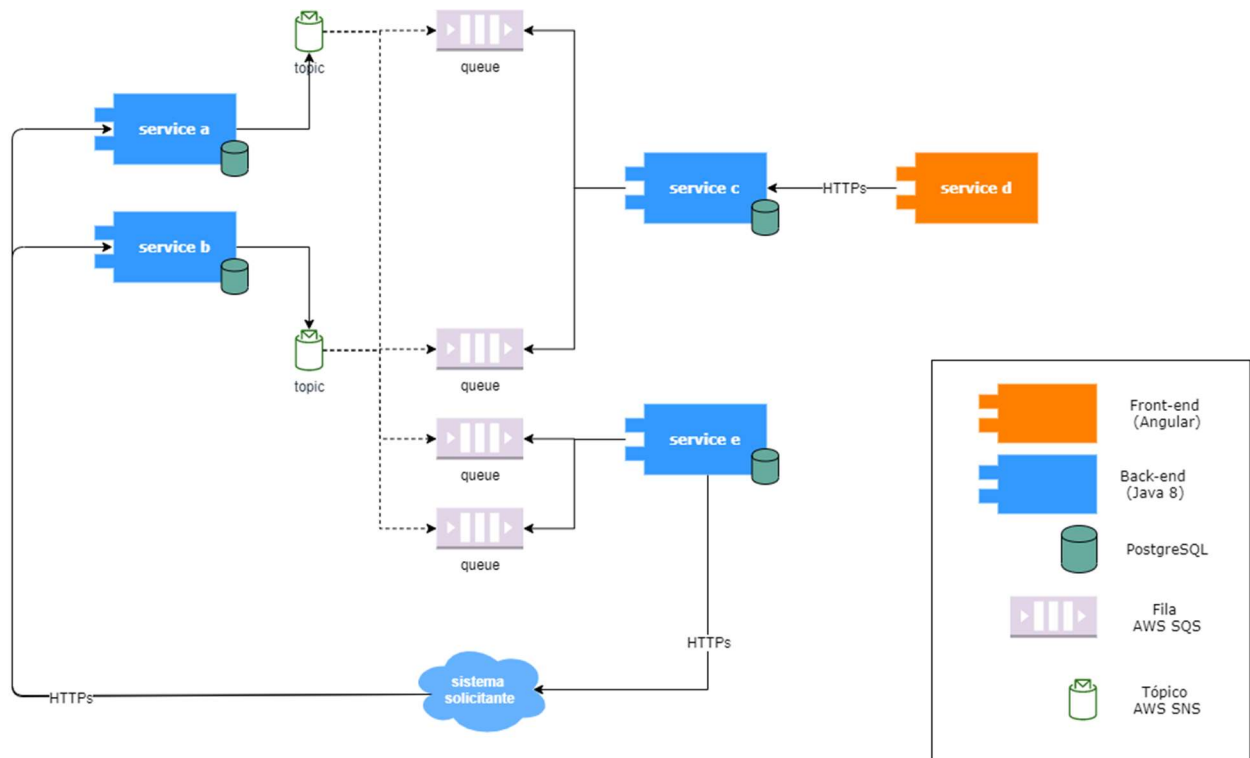 topic
queue
service a
service c
HTTPs
service d
service b
topic
queue
queue
service e
queue
HTTPs
sistema
solicitante
HTTPs
Front-end
(Angular)
Back-end
(Java 8)
PostgreSQL
Fila
AWS SQS
Tópico
AWS SNS